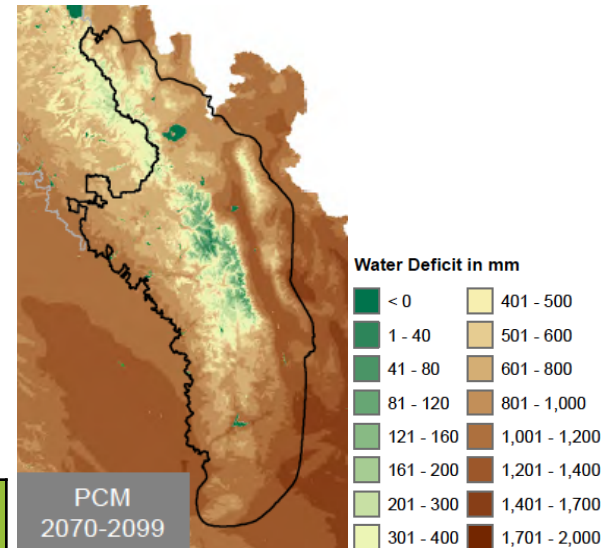 Water Deficit in mm
< 0
1 - 40
41 - 80
81 - 120
121 - 160
161 - 200
201 - 300
301 - 400
401 - 500
501 - 600
601 - 800
801 - 1,000
1,001 - 1,200
1,201 - 1,400
1,401 - 1,700
1,701 - 2,000
PCM
2070-2099